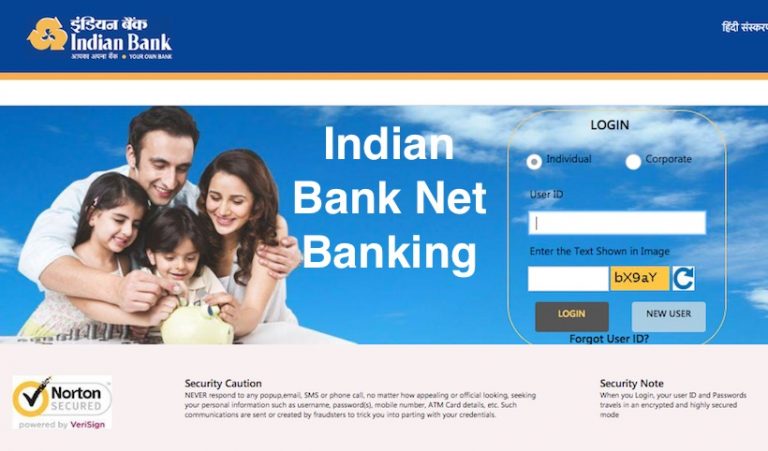 इंडियन बैंक
Indian Bank
आपका अपना बैंक ● YOUR OWN BANK
हिंदी संस्करण
Indian
Bank Net
Banking
LOGIN
Individual Corporate
User ID
Enter the Text Shown in Image
bX9aY
LOGIN NEW USER
Forgot User ID?
Norton
SECURED
powered by VeriSign
Security Caution
NEVER respond to any popup,email, SMS or phone call, no matter how appealing or official looking, seeking
your personal information such as username, password(s), mobile number, ATM Card details, etc. Such
communications are sent or created by fraudsters to trick you into parting with your credentials.
Security Note
When you Login, your user ID and Passwords
travels in an encrypted and highly secured
mode